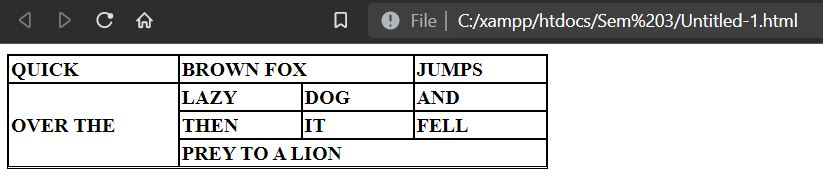 File | C:/xampp/htdocs/Sem%203/Untitled-1.html
QUICK BROWN FOX JUMPS
LAZY DOG AND
OVER THE
THEN IT FELL
PREY TO A LION